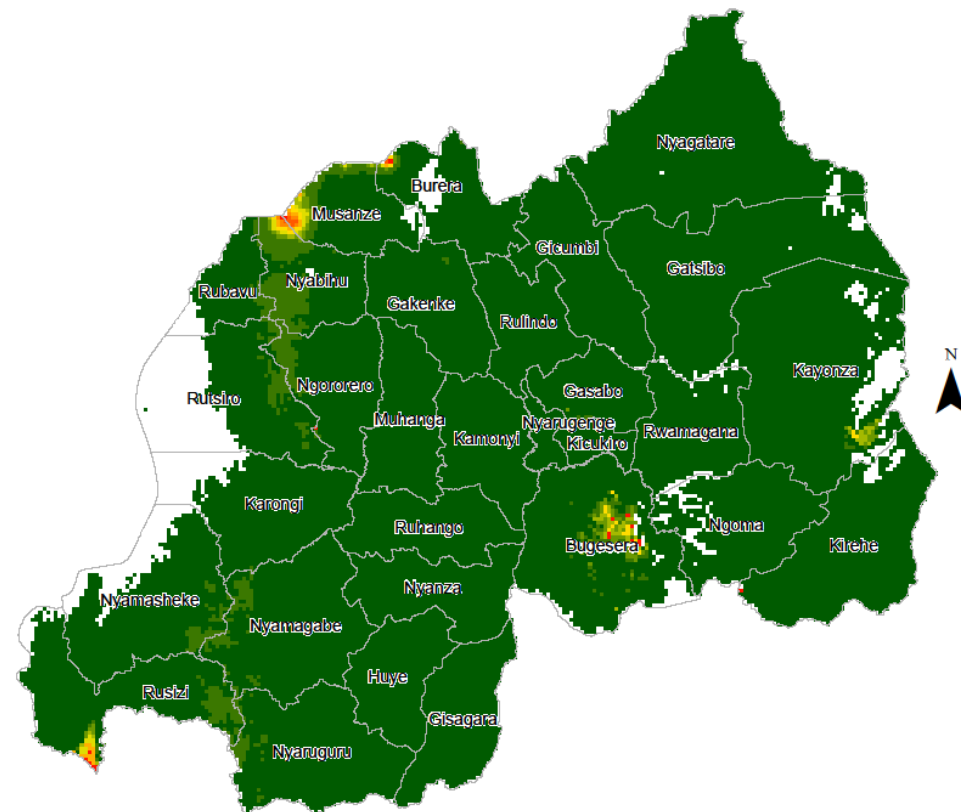 Nyagatare
Burera
Musanze
Gicumbi
Gatsibo
Nyabihu
Rubavu
Gakenke
Rulindo
N
Kayonza
Ngororero
Gasabo
Rutsiro
Muhanga
Nyarugenge
Kamonyi
Kicukiro
Rwamagana
Karongi
Ruhango
Ngoma
Bugesera
Kirehe
Nyanza
Nyamasheke
Nyamagabe
Huye
Rusizi
Gisagara
Nyaruguru